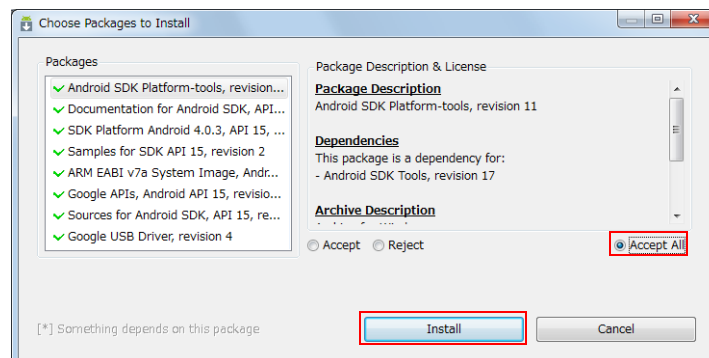 Choose Packages to Install
Packages
Android SDK Platform-tools, revision...
Documentation for Android SDK, API...
SDK Platform Android 4.0.3, API 15, ...
Samples for SDK API 15, revision 2
ARM EABI v7a System Image, Andr...
Google APIs, Android API 15, revisio...
Sources for Android SDK, API 15, re...
Google USB Driver, revision 4
Package Description & License
Package Description
Android SDK Platform-tools, revision 11
Dependencies
This package is a dependency for:
- Android SDK Tools, revision 17
Archive Description
Accept
Reject
Accept All
[*] Something depends on this package
Install
Cancel